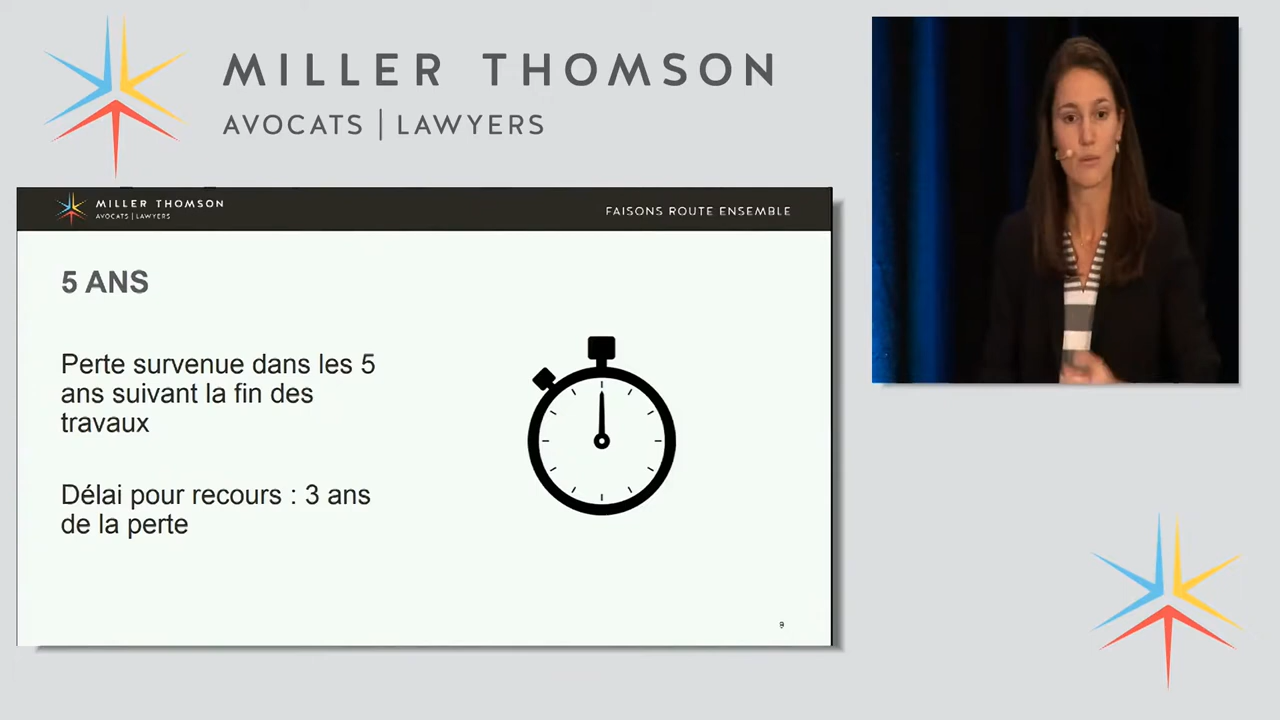 MILLER THOMSON
AVOCATS | LAWYERS
MILLER THOMSON
AVOCATS | LAWYERS
FAISONS ROUTE ENSEMBLE
5 ANS
Perte survenue dans les 5
ans suivant la fin des
travaux
Délai pour recours : 3 ans
de la perte
9